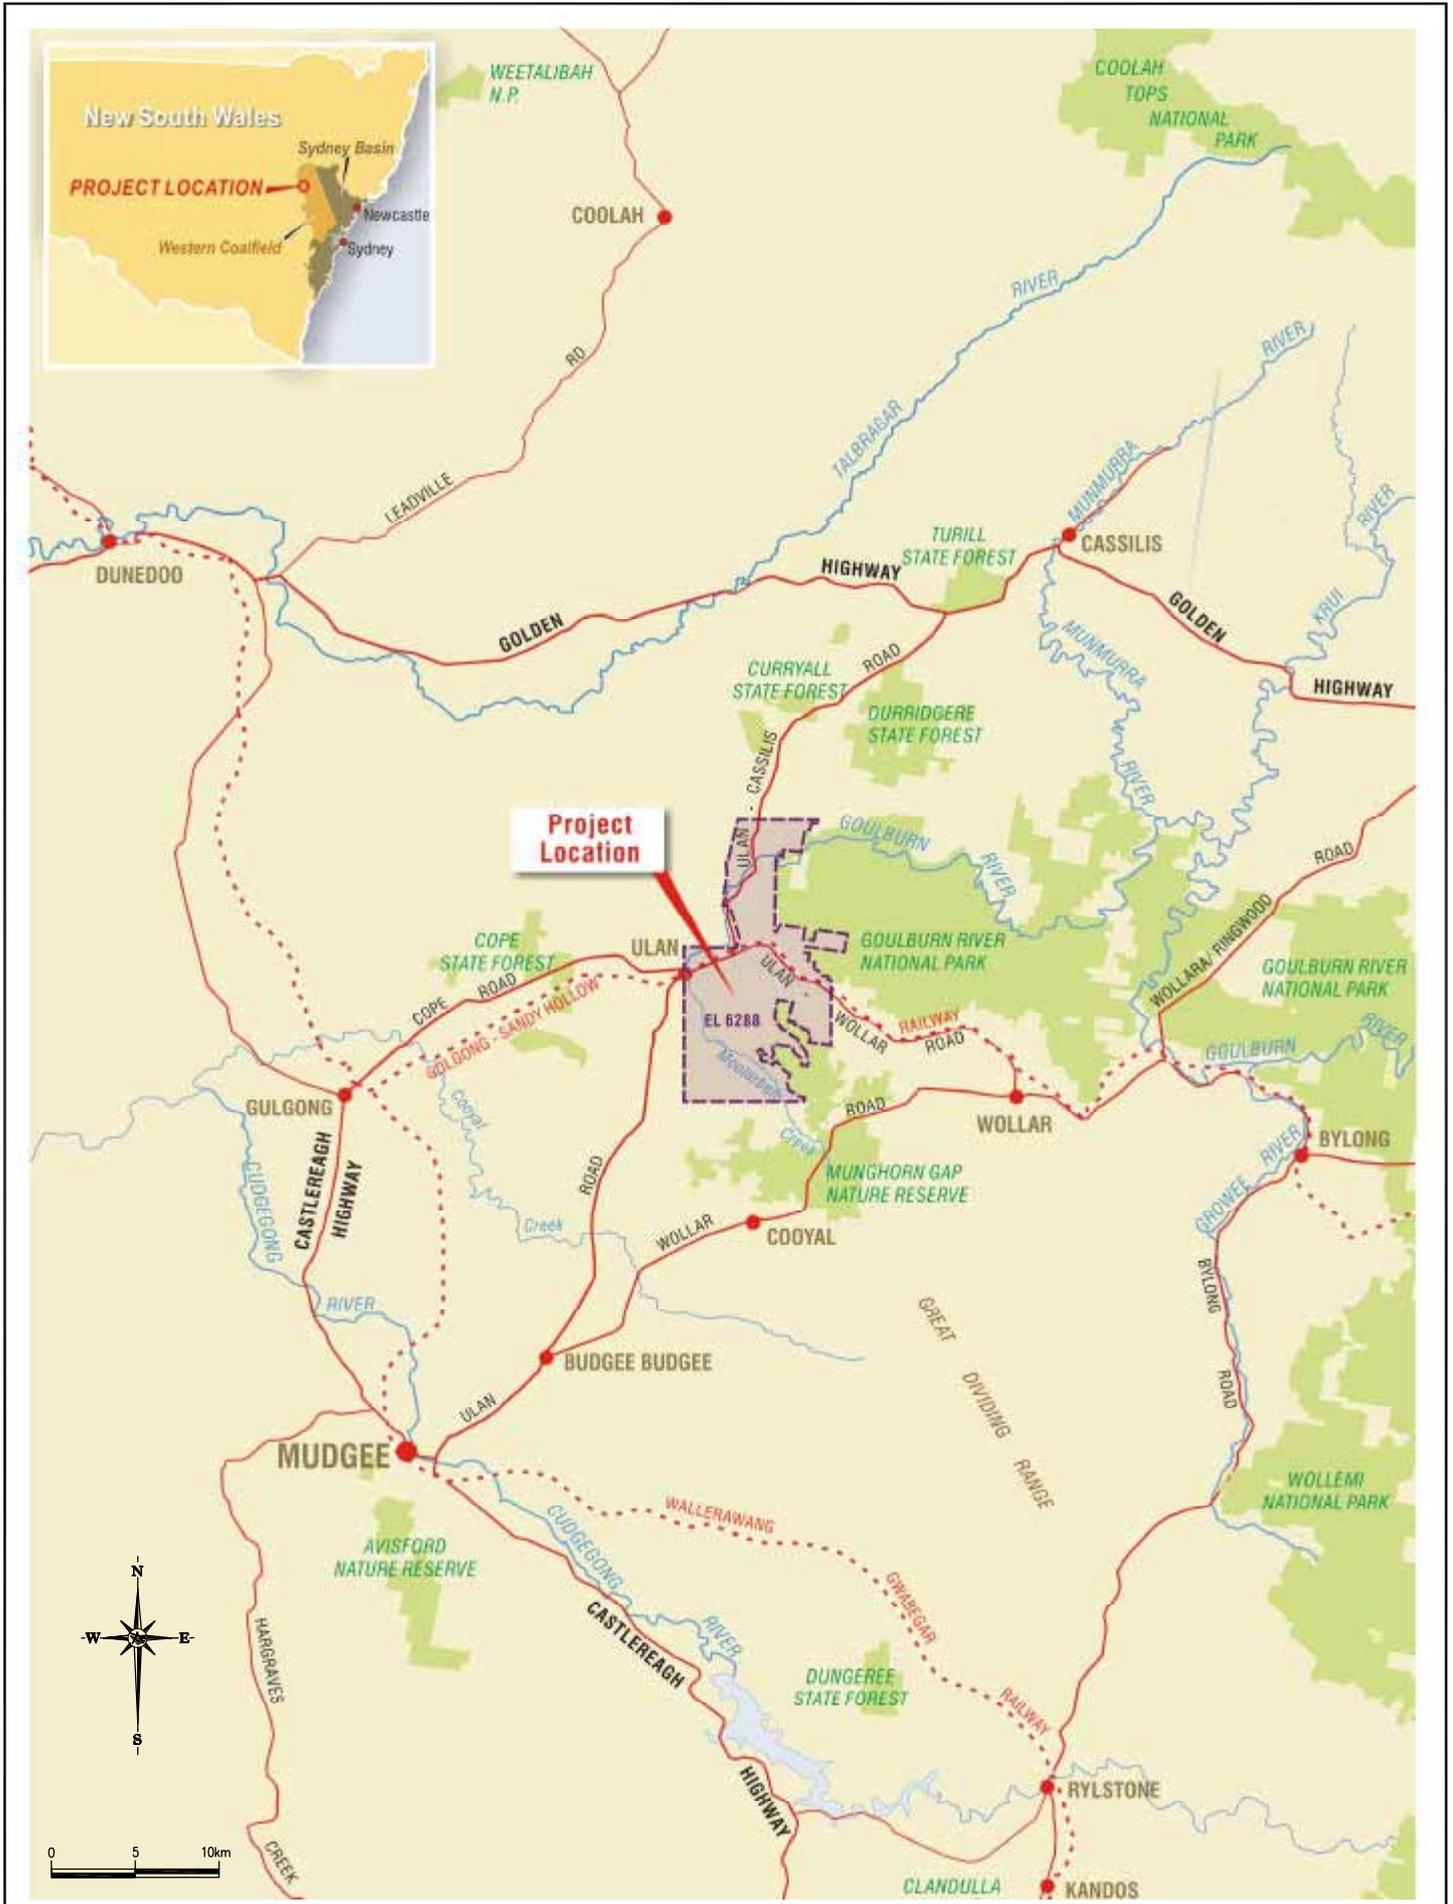 New South Wales
Sydney Basin
PROJECT LOCATION
Newcastle
Western Coalfield
Sydney
WEETALIBAH
N.P.
COOLAH
TOPS
NATIONAL
PARK
COOLAH
RIVER
RIVER
RD
TALBRAGAR
MUNMURRA
LEADVILLE
RIVER
TURILL
STATE FOREST
CASSILIS
DUNEDOO
HIGHWAY
GOLDEN
KRUI
GOLDEN
MUNMURRA
CURRYALL
STATE FOREST
ROAD
HIGHWAY
DURRIDGERE
STATE FOREST
ULAN - CASSILIS
RIVER
Project
Location
GOULBURN
RIVER
ROAD
WOLLARA/RINGWOOD
COPE
STATE FOREST
ULAN
GOULBURN RIVER
NATIONAL PARK
GOULBURN RIVER
NATIONAL PARK
ULAN
COPE
ROAD
GOLGONG - SANDY HOLLOW
EL 6288
WOLLAR
RAILWAY
ROAD
RIVER
GOULBURN
Moolarben
Creek
GULGONG
Cooyal
ROAD
WOLLAR
RIVER
BYLONG
CASTLEREAGH
HIGHWAY
CUDGEGONG
ROAD
MUNGHORN GAP
NATURE RESERVE
GROWEE
Creek
WOLLAR
COOYAL
BYLONG
RIVER
GREAT
DIVIDING
RANGE
BUDGEE BUDGEE
ROAD
ULAN
MUDGEE
WOLLEMI
NATIONAL PARK
WALLERAWANG
AVISFORD
NATURE RESERVE
CUDGEGONG
GWABEGAR
N
W
E
S
CASTLEREAGH
RIVER
HARGRAVES
DUNGEREE
STATE FOREST
RAILWAY
HIGHWAY
RYLSTONE
0 5 10km
CREEK
CLANDULLA
KANDOS